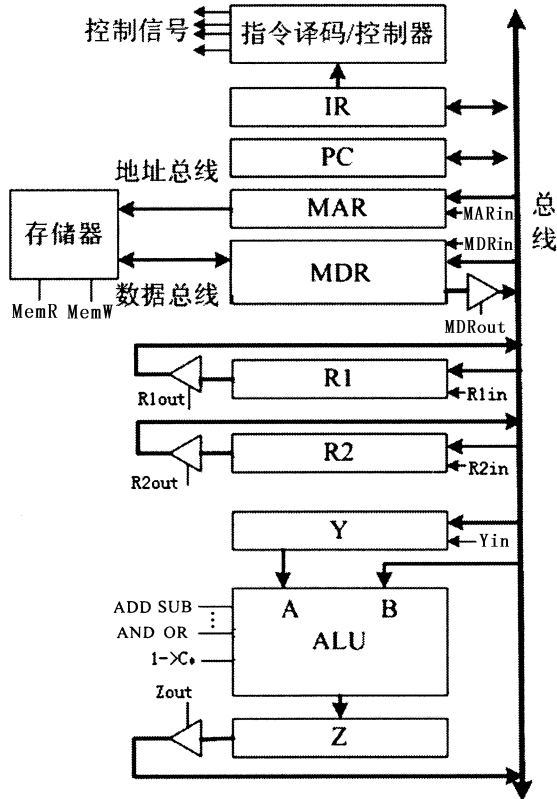 控制信号
指令译码/控制器
IR
PC
地址总线
MAR
MARin
总线
存储器
MDRin
MDR
MemR MemW
数据总线
MDRout
R1
R1out
R1in
R2
R2out
R2in
Y
Yin
A
B
ADD SUB
⋮
AND OR
ALU
1->C₀
Zout
Z